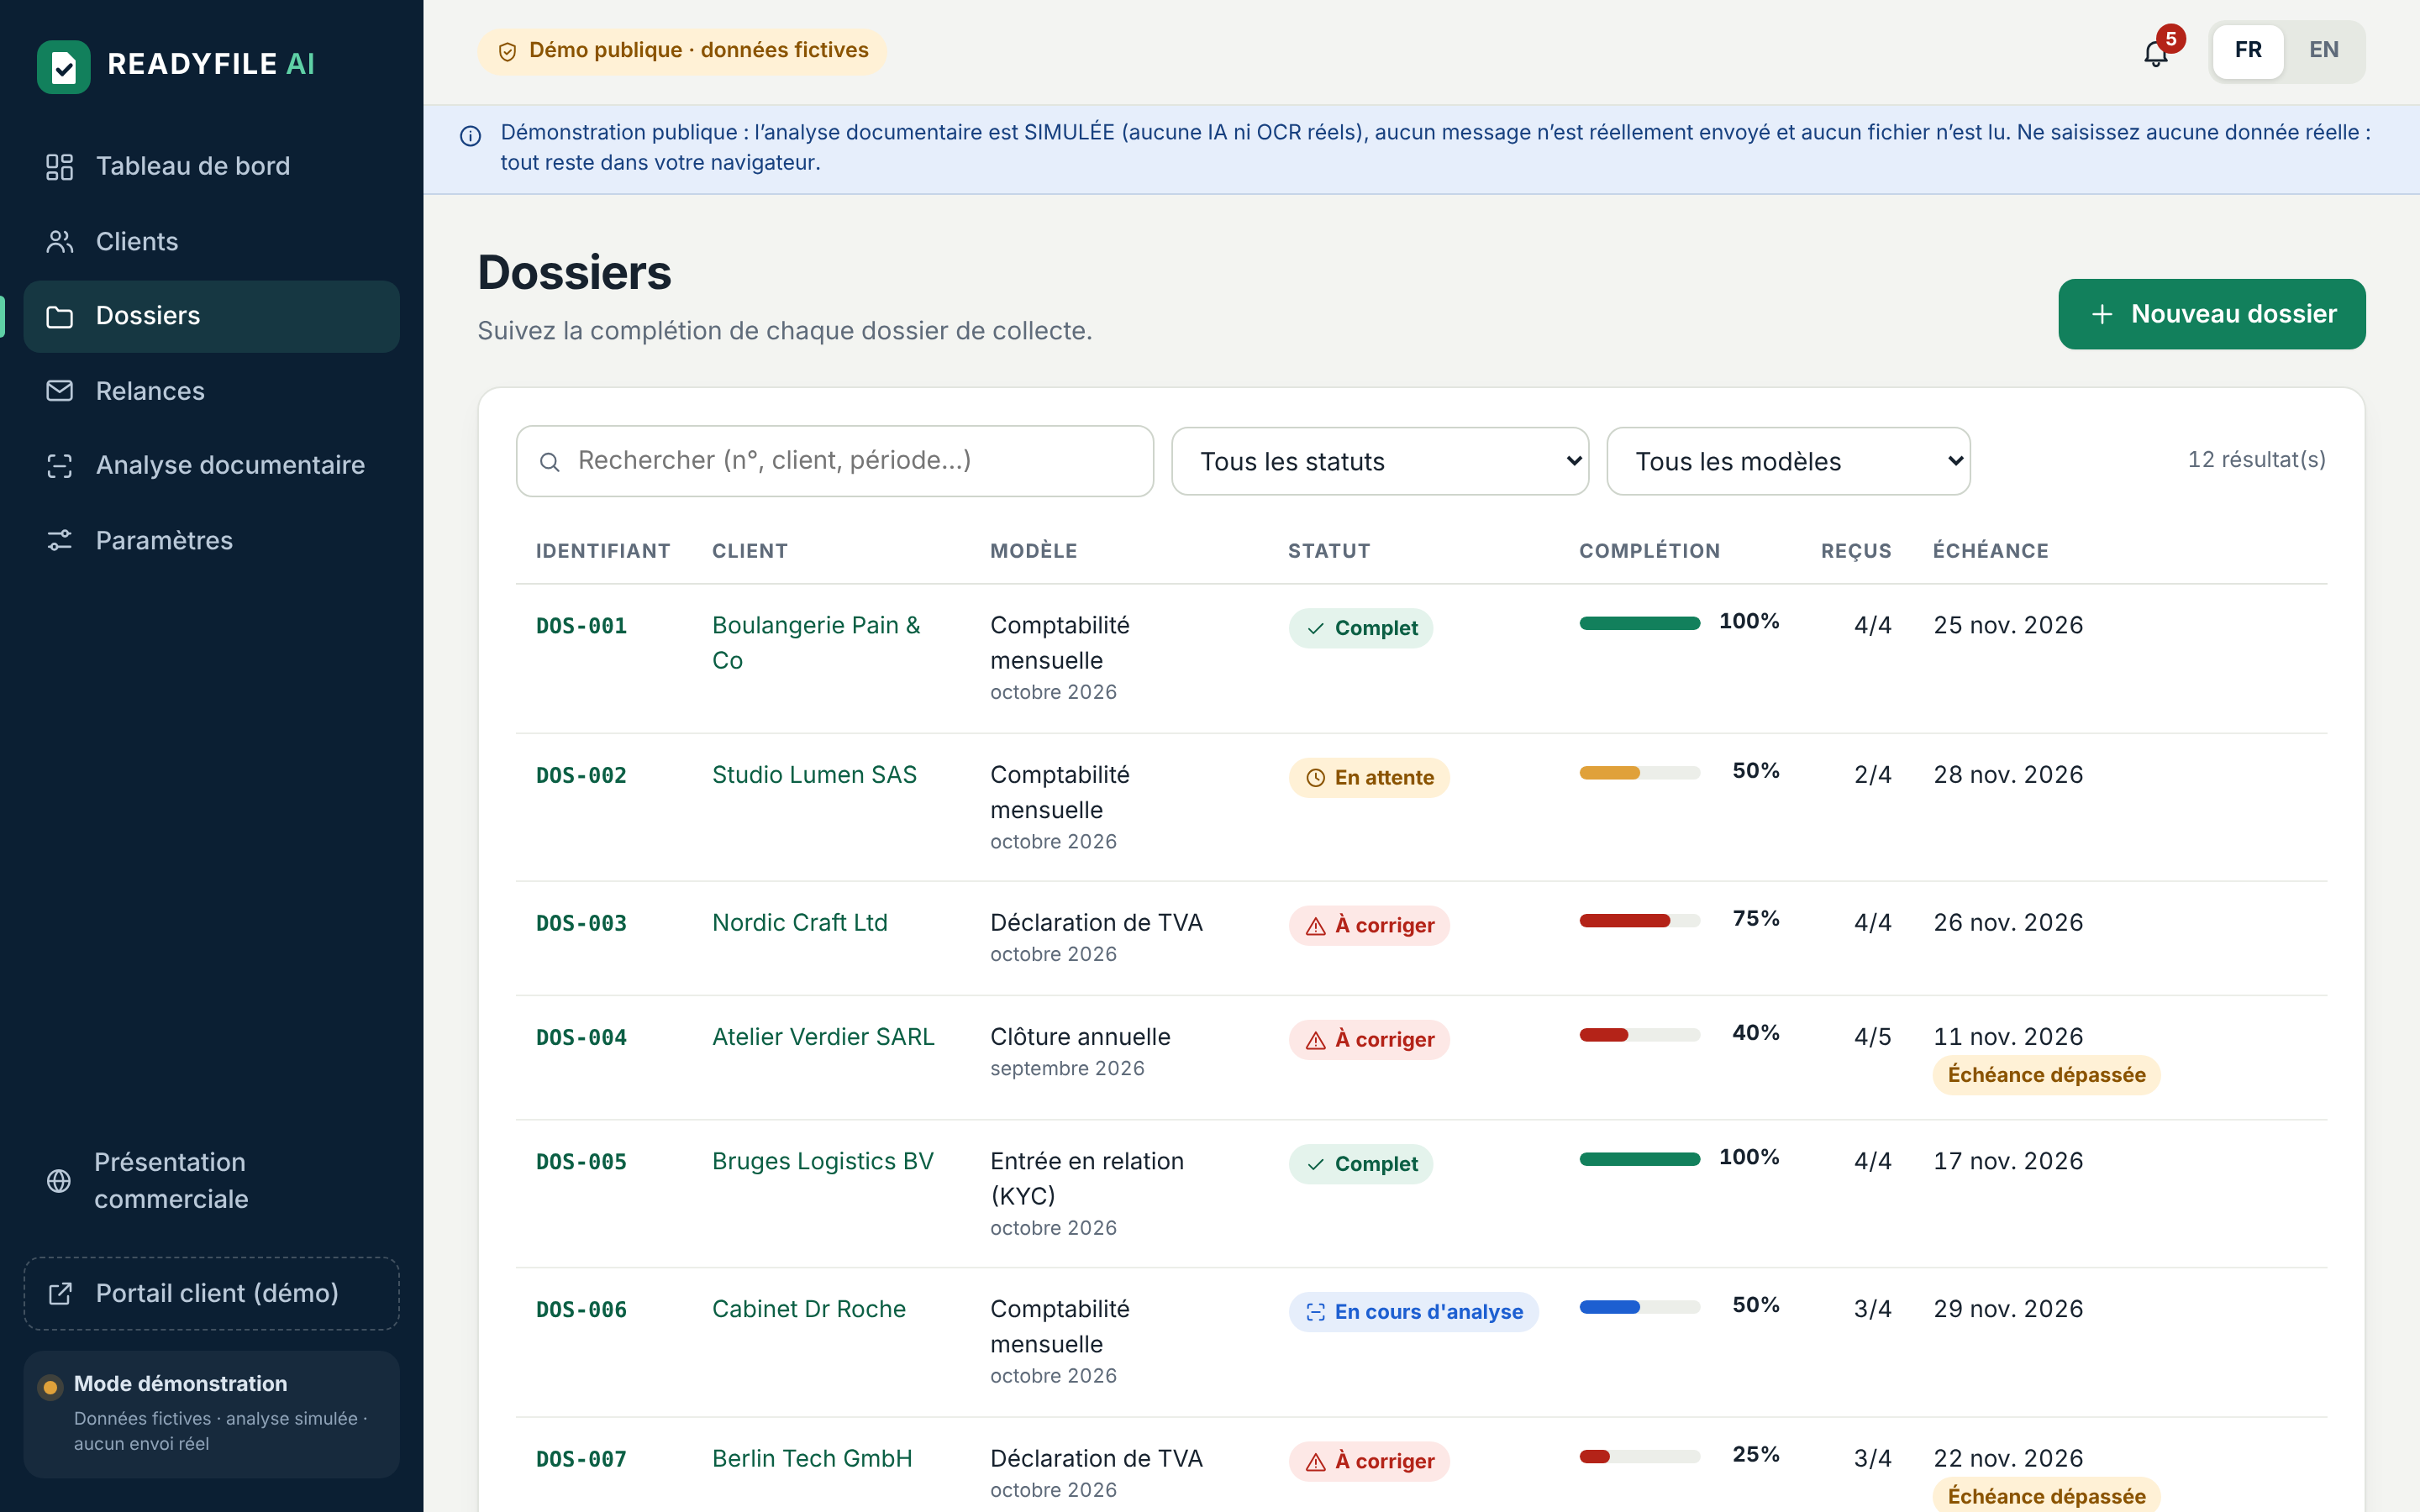 READYFILE AI
Tableau de bord
Clients
Dossiers
Relances
Analyse documentaire
Paramètres
Présentation
commerciale
Portail client (démo)
Mode démonstration
Données fictives · analyse simulée ·
aucun envoi réel
Démo publique · données fictives
5
FR
EN
Démonstration publique : l’analyse documentaire est SIMULÉE (aucune IA ni OCR réels), aucun message n’est réellement envoyé et aucun fichier n’est lu. Ne saisissez aucune donnée réelle :
tout reste dans votre navigateur.
Dossiers
Suivez la complétion de chaque dossier de collecte.
Nouveau dossier
Rechercher (n°, client, période…)
Tous les statuts
Tous les modèles
12 résultat(s)
IDENTIFIANT CLIENT MODÈLE STATUT COMPLÉTION REÇUS ÉCHÉANCE
DOS-001 Boulangerie Pain & Comptabilité Complet 100% 4/4 25 nov. 2026
Co mensuelle
octobre 2026
DOS-002 Studio Lumen SAS Comptabilité En attente 50% 2/4 28 nov. 2026
mensuelle
octobre 2026
DOS-003 Nordic Craft Ltd Déclaration de TVA À corriger 75% 4/4 26 nov. 2026
octobre 2026
DOS-004 Atelier Verdier SARL Clôture annuelle À corriger 40% 4/5 11 nov. 2026
septembre 2026 Échéance dépassée
DOS-005 Bruges Logistics BV Entrée en relation Complet 100% 4/4 17 nov. 2026
(KYC)
octobre 2026
DOS-006 Cabinet Dr Roche Comptabilité En cours d'analyse 50% 3/4 29 nov. 2026
mensuelle
octobre 2026
DOS-007 Berlin Tech GmbH Déclaration de TVA À corriger 25% 3/4 22 nov. 2026
octobre 2026 Échéance dépassée